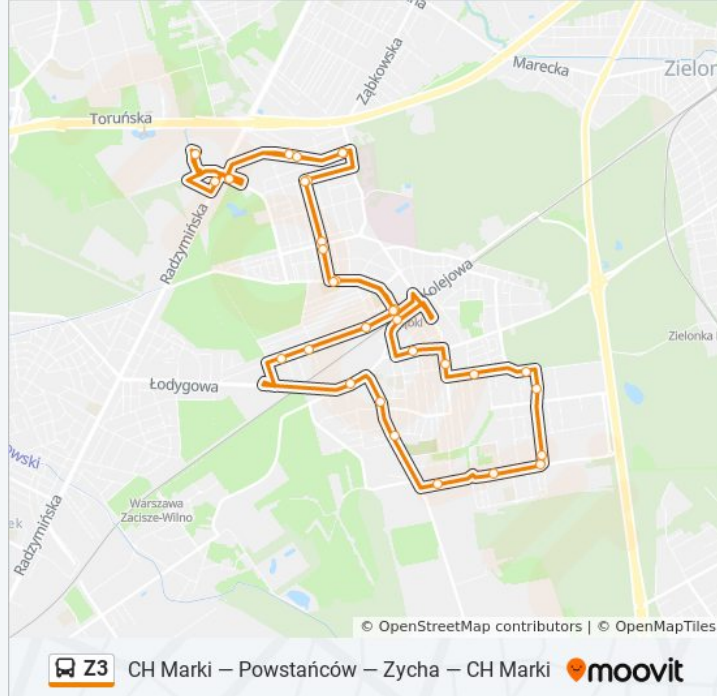 Marecka
Zielon
Ząbkowska
Toruńska
Radzymińska
Kolejowa
Zielonka
Łodygowa
wski
Warszawa
Zacisze-Wilno
Radzymińska
© OpenStreetMap contributors | © OpenMapTiles
Z3 CH Marki — Powstańców — Zycha — CH Marki moovit